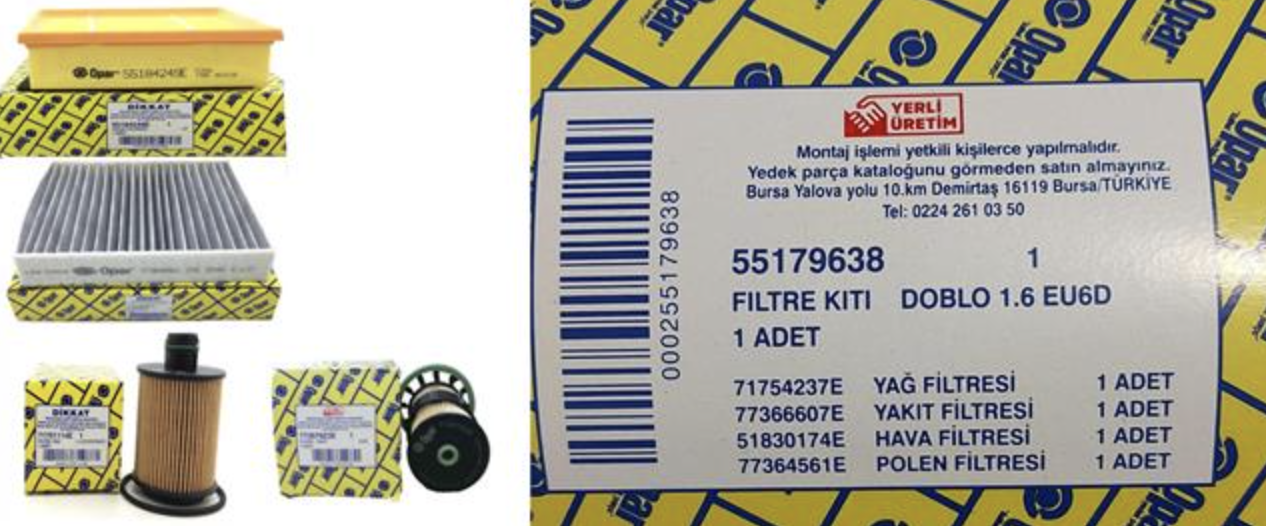 Opar 55184249E
DİKKAT
Opar
DİKKAT
YERLİ
ÜRETİM
Montaj işlemi yetkili kişilerce yapılmalıdır.
Yedek parça kataloğunu görmeden satın almayınız.
Bursa Yalova yolu 10.km Demirtaş 16119 Bursa/TÜRKİYE
Tel: 0224 261 03 50
0002551 79638
55179638 1
FILTRE KITI DOBLO 1.6 EU6D
1 ADET
71754237E YAĞ FİLTRESİ 1 ADET
77366607E YAKIT FİLTRESİ 1 ADET
51830174E HAVA FİLTRESİ 1 ADET
77364561E POLEN FİLTRESİ 1 ADET
Opar